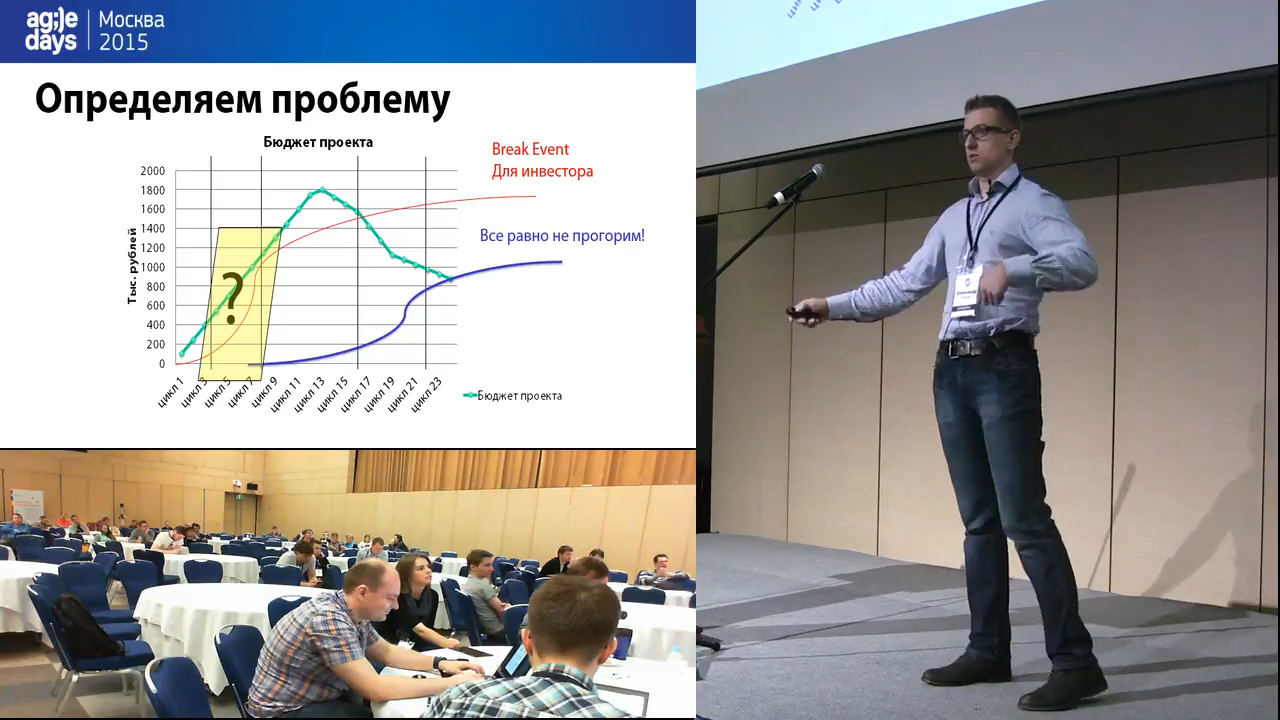 ag;le
days
Москва
2015
Определяем проблему
Бюджет проекта
Break Event
Для инвестора
Все равно не прогорим!
Тыс. рублей
2000
1800
1600
1400
1200
1000
800
600
400
200
0
?
цикл 1
цикл 3
цикл 5
цикл 7
цикл 9
цикл 11
цикл 13
цикл 15
цикл 17
цикл 19
цикл 21
цикл 23
Бюджет проекта